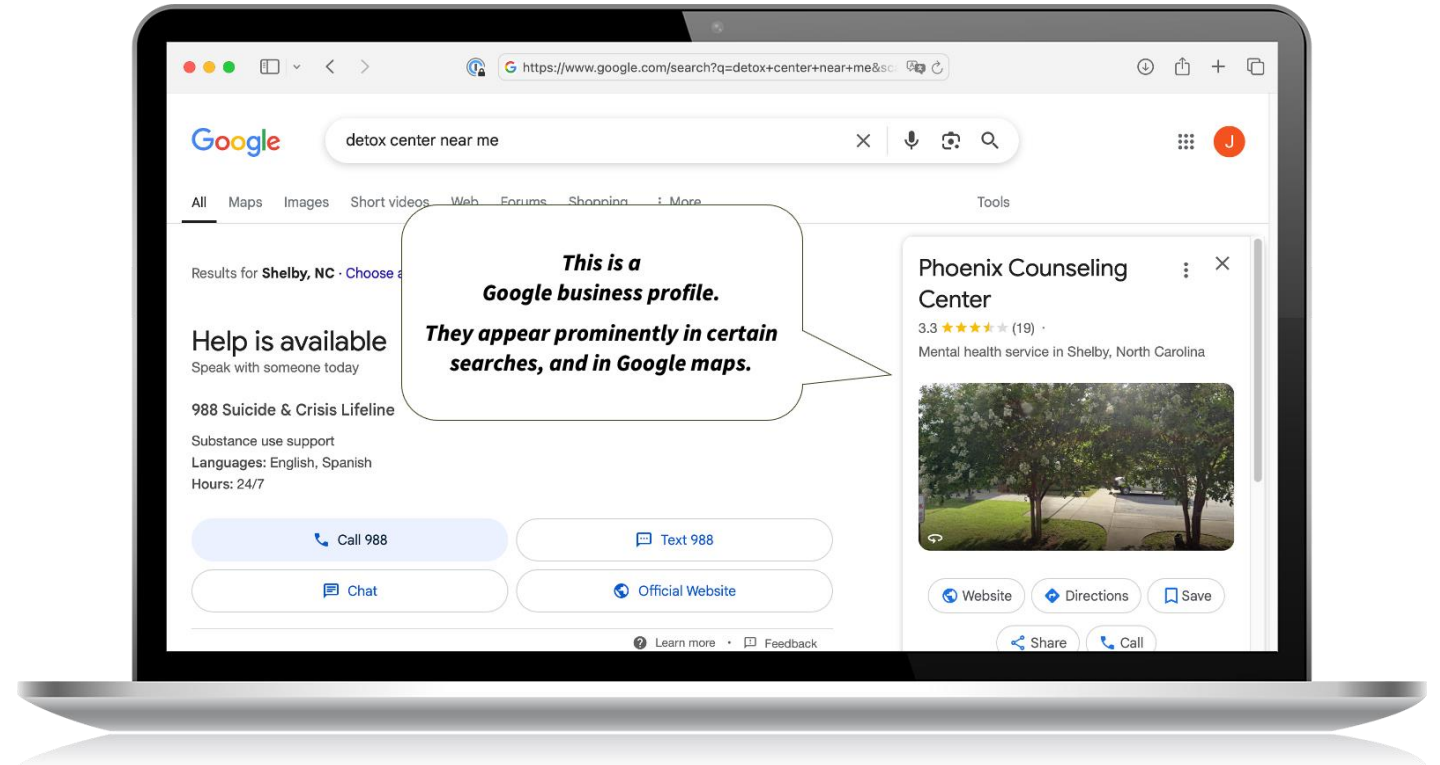 https://www.google.com/search?q=detox+center+near+me&sc
Google
detox center near me
J
All Maps Images Short videos Web Forums Shopping More
Tools
Results for Shelby, NC · Choose a
This is a
Google business profile.
They appear prominently in certain
searches, and in Google maps.
Help is available
Speak with someone today
988 Suicide & Crisis Lifeline
Substance use support
Languages: English, Spanish
Hours: 24/7
Call 988
Text 988
Chat
Official Website
Learn more · Feedback
Phoenix Counseling
Center
3.3 (19) ·
Mental health service in Shelby, North Carolina
Website Directions Save
Share Call